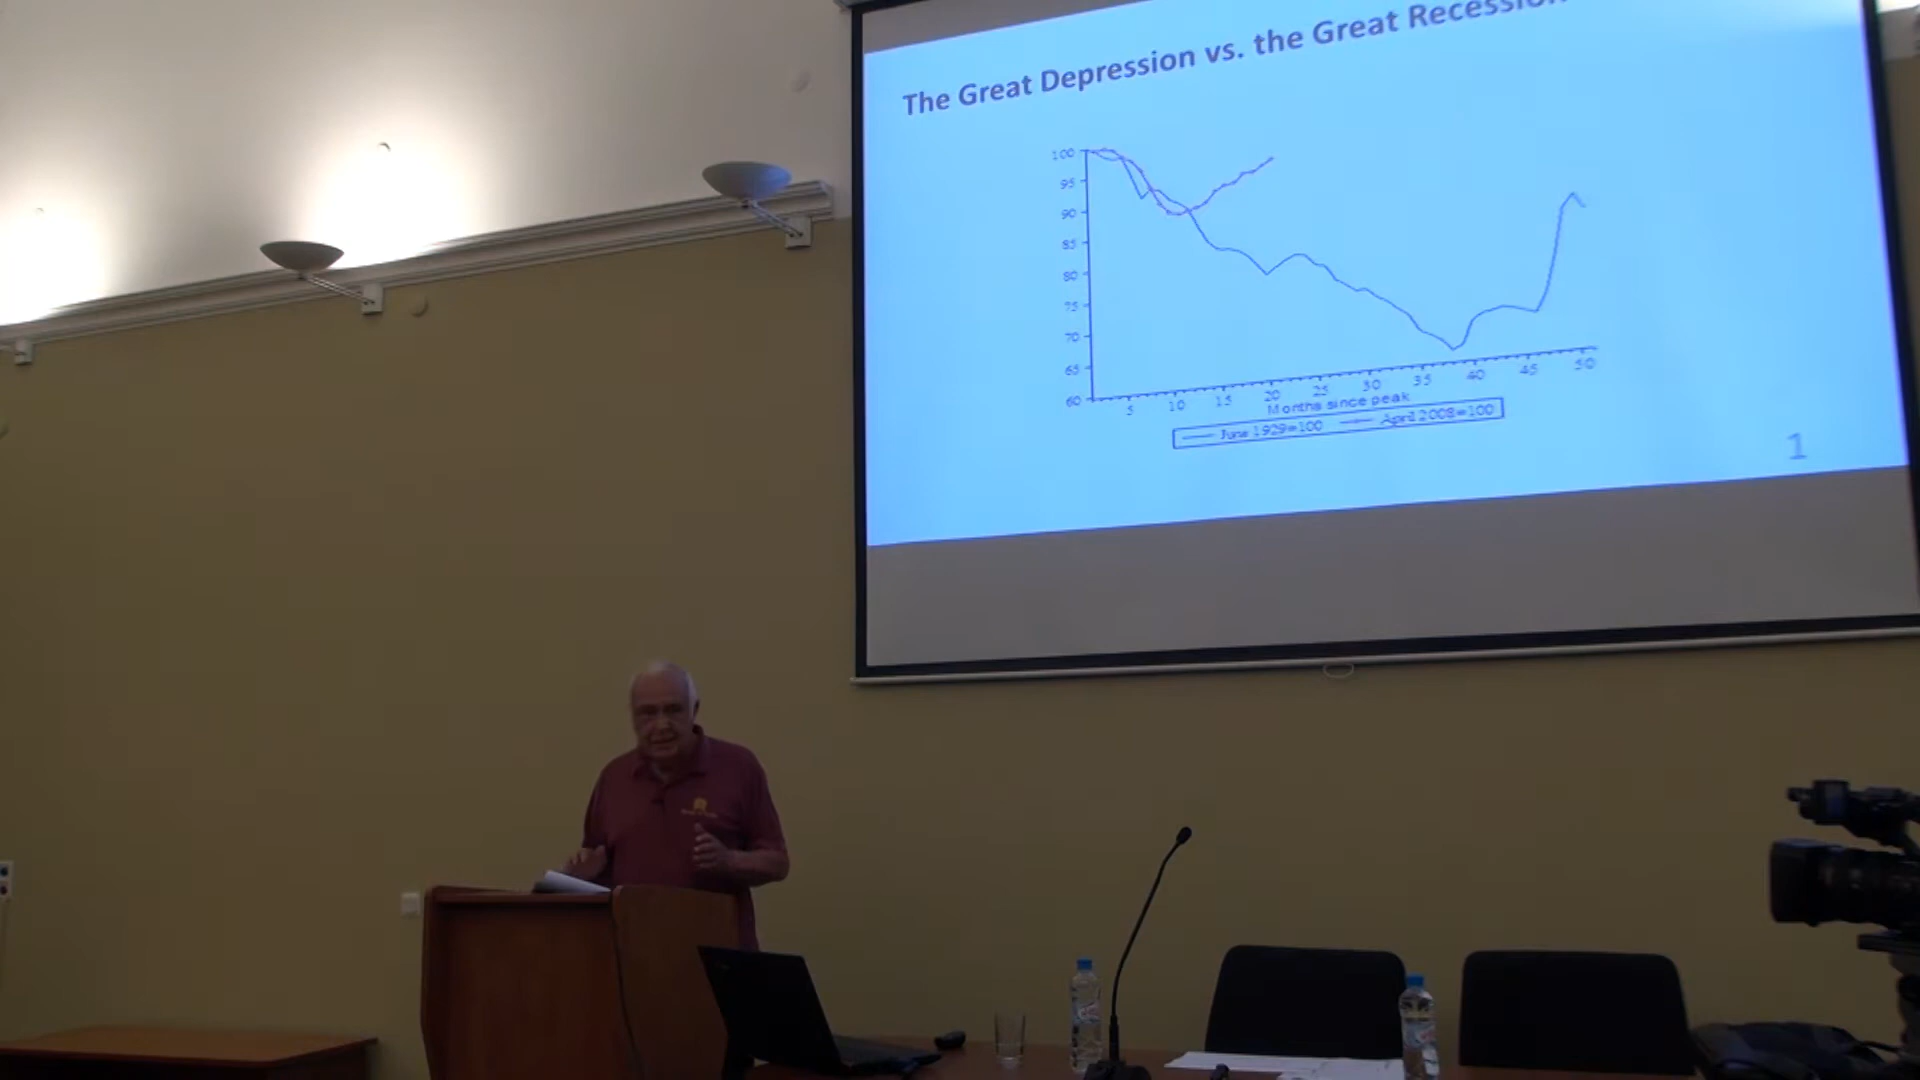 The Great Depression vs. the Great Recession
100
95
90
85
80
75
70
65
60
5 10 15 20 25 30 35 40 45 50
Months since peak
June 1929=100 April 2008=100
1